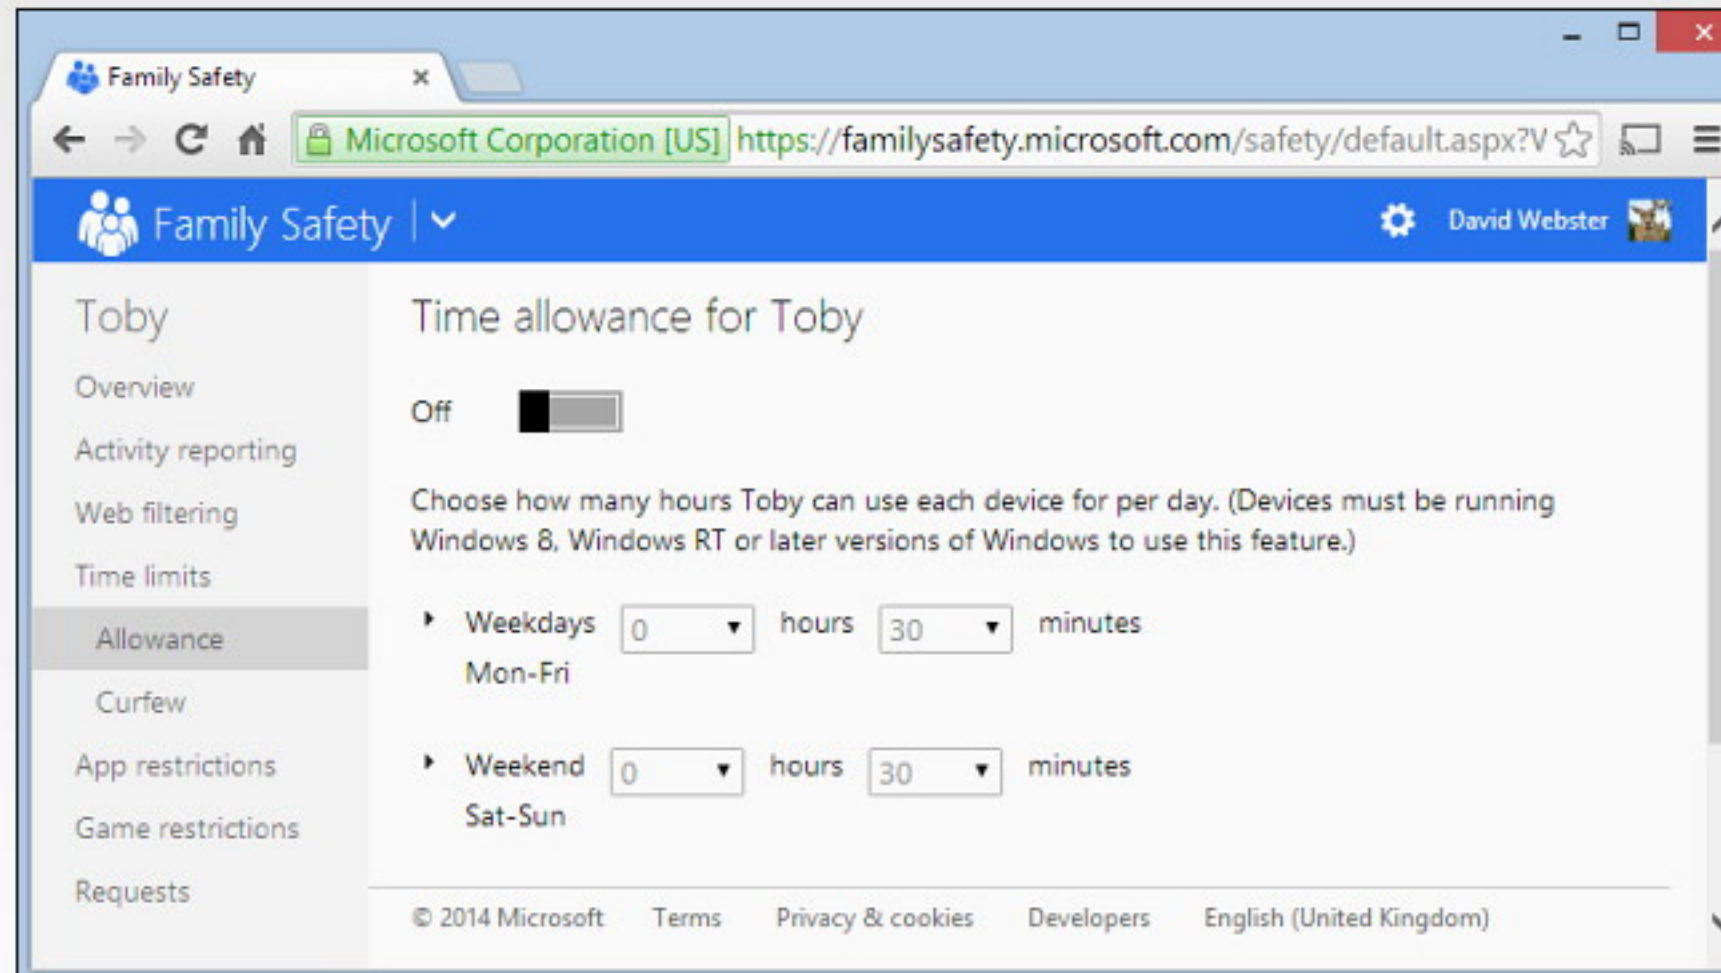 Family Safety
Microsoft Corporation [US] https://familysafety.microsoft.com/safety/default.aspx?V
Family Safety
David Webster
Toby
Overview
Activity reporting
Web filtering
Time limits
Allowance
Curfew
App restrictions
Game restrictions
Requests
Time allowance for Toby
Off
Choose how many hours Toby can use each device for per day. (Devices must be running
Windows 8, Windows RT or later versions of Windows to use this feature.)
Weekdays 0 hours 30 minutes
Mon-Fri
Weekend 0 hours 30 minutes
Sat-Sun
© 2014 Microsoft Terms Privacy & cookies Developers English (United Kingdom)